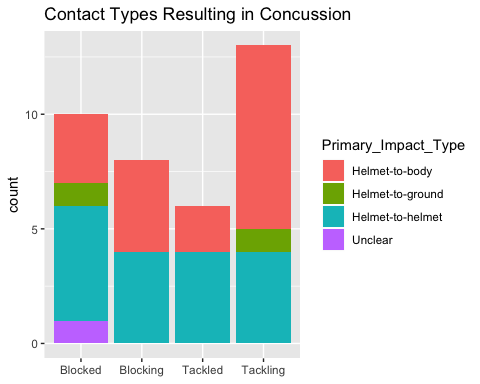 Contact Types Resulting in Concussion
count
10
5
0
Blocked Blocking Tackled Tackling
Primary_Impact_Type
Helmet-to-body
Helmet-to-ground
Helmet-to-helmet
Unclear